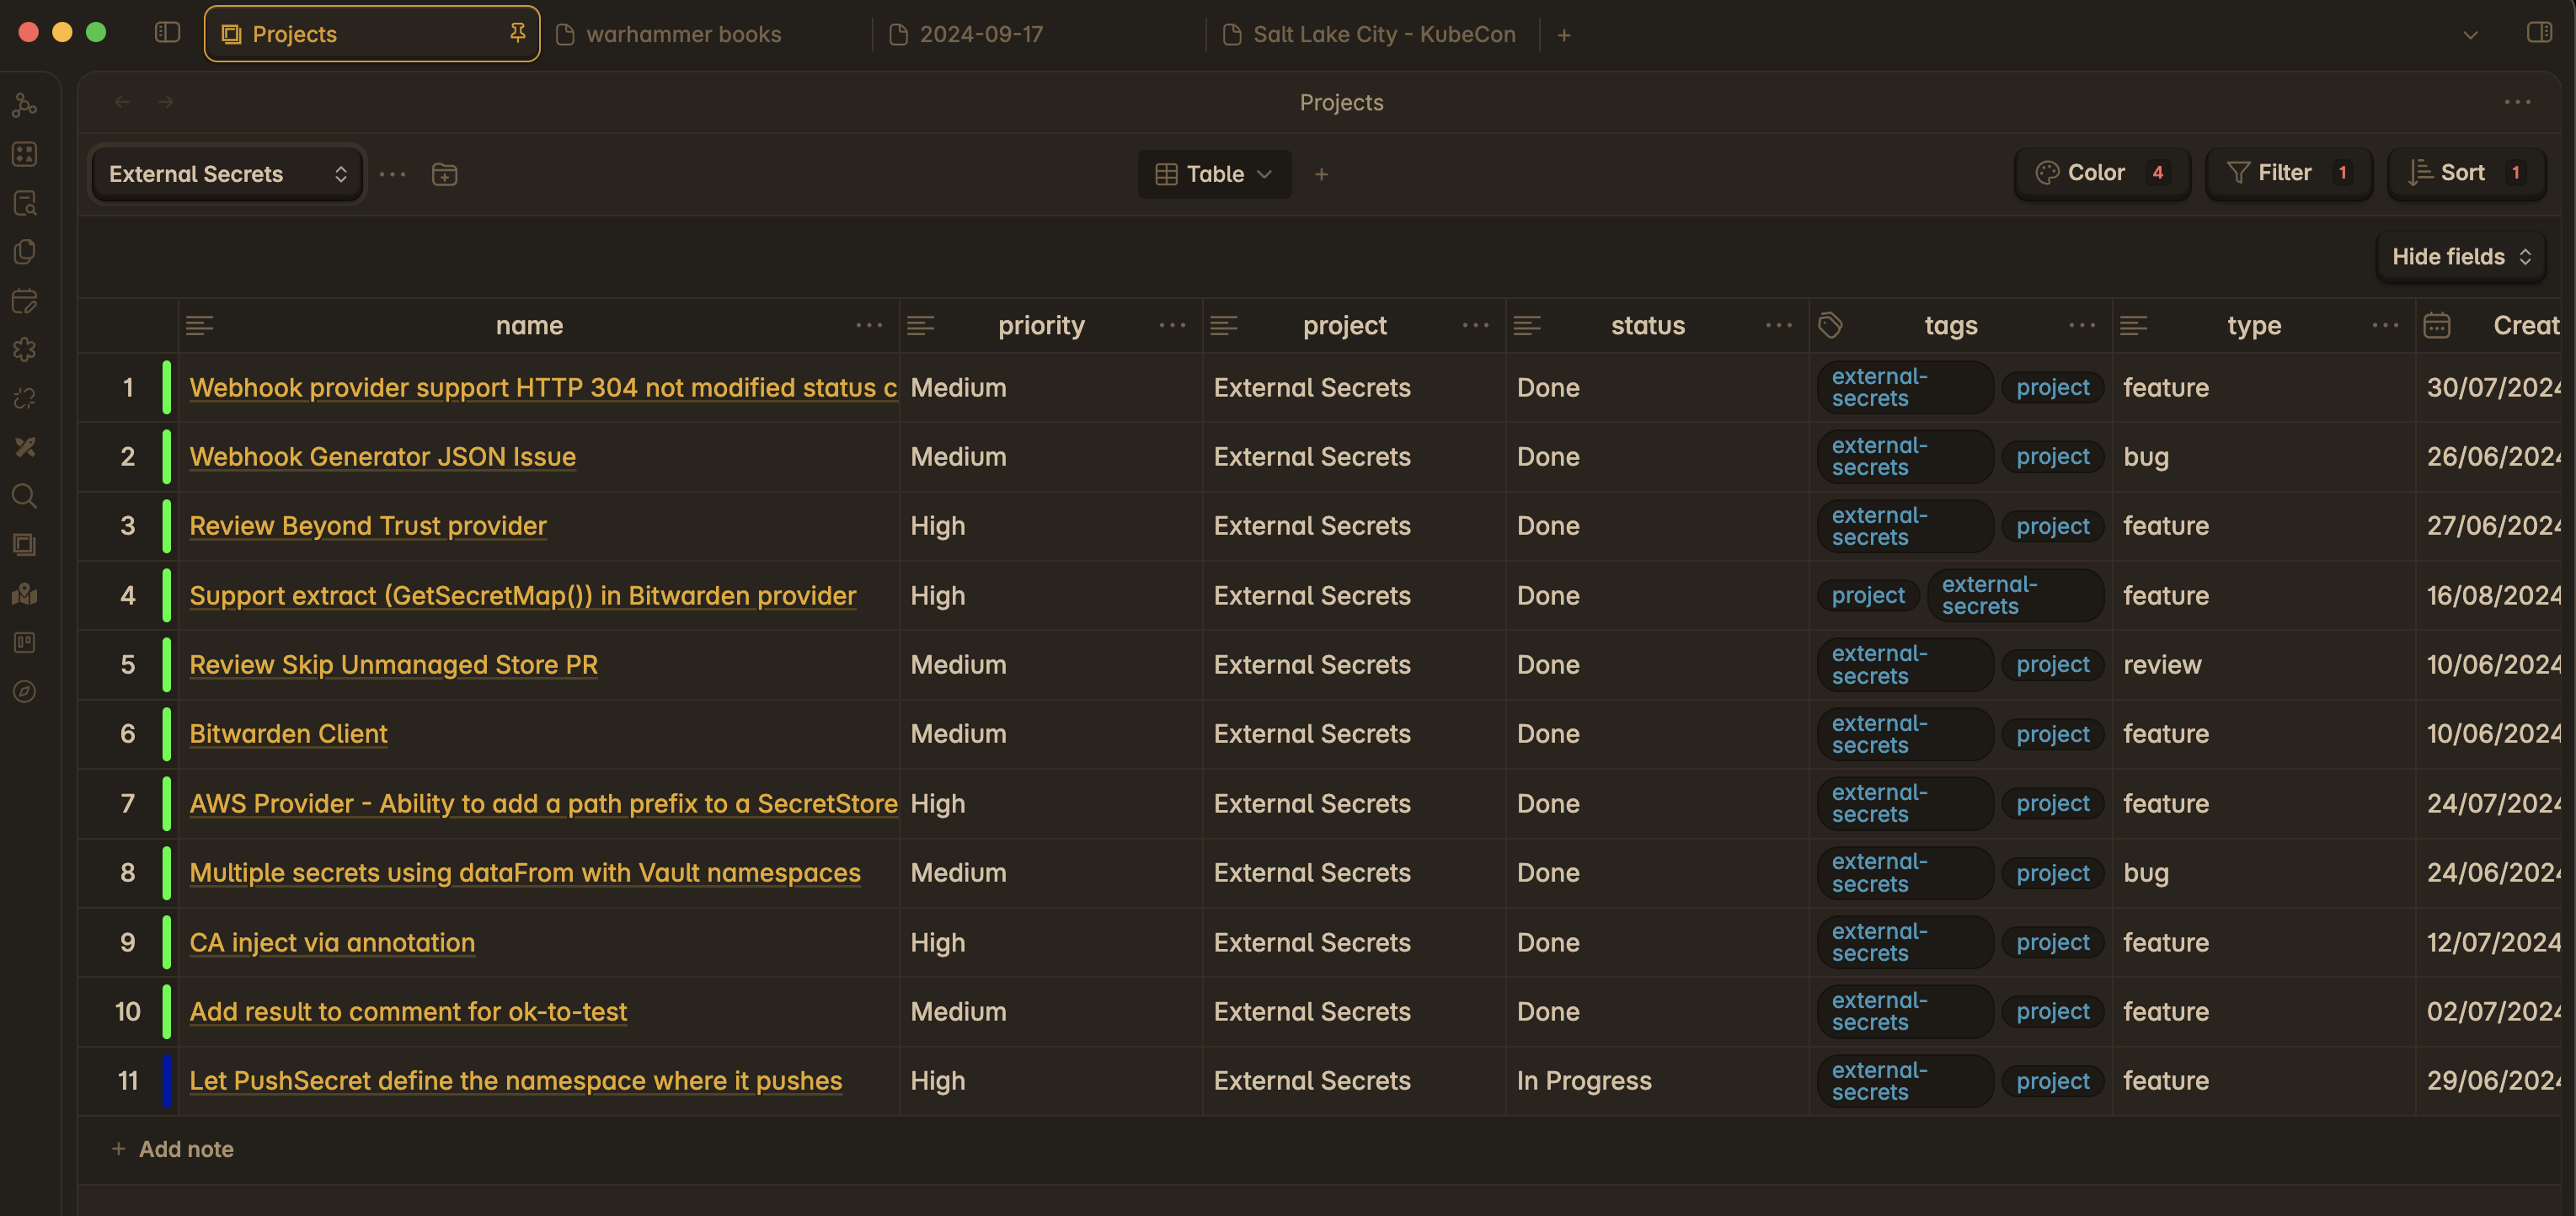 Projects warhammer books 2024-09-17 Salt Lake City - KubeCon +
Projects
External Secrets Table + Color 4 Filter 1 Sort 1
Hide fields
name priority project status tags type Creat
1 Webhook provider support HTTP 304 not modified status c Medium External Secrets Done external-secrets project feature 30/07/2024
2 Webhook Generator JSON Issue Medium External Secrets Done external-secrets project bug 26/06/2024
3 Review Beyond Trust provider High External Secrets Done external-secrets project feature 27/06/2024
4 Support extract (GetSecretMap()) in Bitwarden provider High External Secrets Done project external-secrets feature 16/08/2024
5 Review Skip Unmanaged Store PR Medium External Secrets Done external-secrets project review 10/06/2024
6 Bitwarden Client Medium External Secrets Done external-secrets project feature 10/06/2024
7 AWS Provider - Ability to add a path prefix to a SecretStore High External Secrets Done external-secrets project feature 24/07/2024
8 Multiple secrets using dataFrom with Vault namespaces Medium External Secrets Done external-secrets project bug 24/06/2024
9 CA inject via annotation High External Secrets Done external-secrets project feature 12/07/2024
10 Add result to comment for ok-to-test Medium External Secrets Done external-secrets project feature 02/07/2024
11 Let PushSecret define the namespace where it pushes High External Secrets In Progress external-secrets project feature 29/06/2024
+ Add note